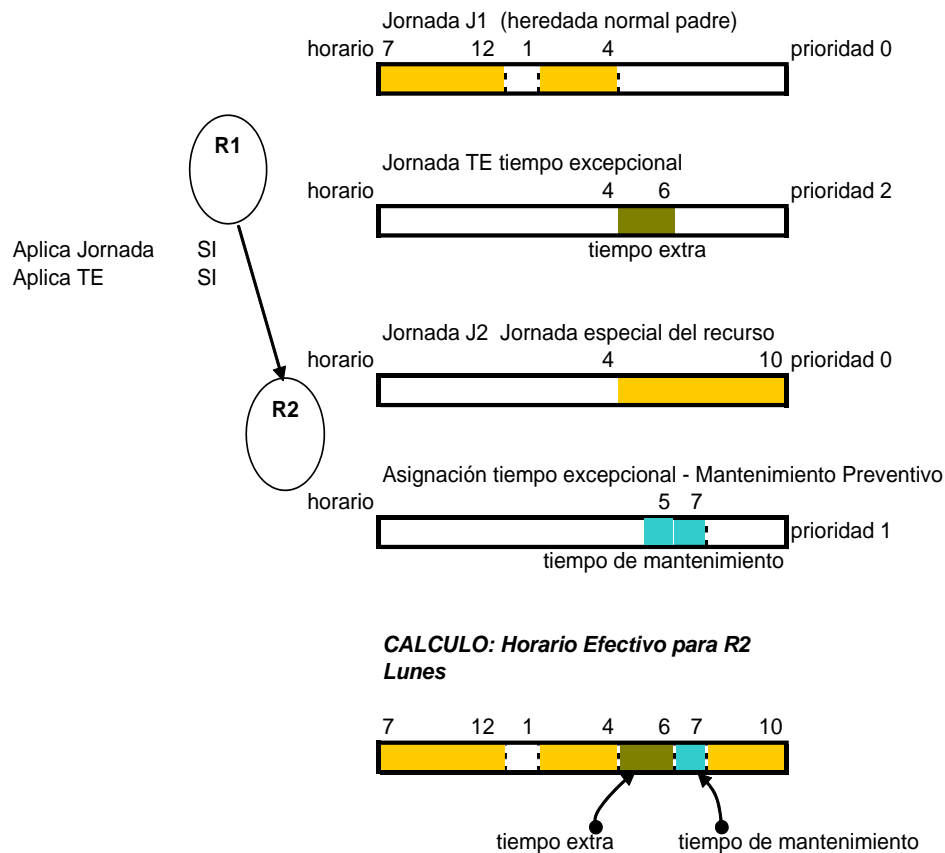 Jornada J1  (heredada normal padre)
horario 7 12 1 4 prioridad 0
R1
Jornada TE tiempo excepcional
horario 4 6 prioridad 2
tiempo extra
Aplica Jornada SI
Aplica TE SI
Jornada J2  Jornada especial del recurso
horario 4 10 prioridad 0
R2
Asignación tiempo excepcional - Mantenimiento Preventivo
horario 5 7
prioridad 1
tiempo de mantenimiento
CALCULO: Horario Efectivo para R2
Lunes
7 12 1 4 6 7 10
tiempo extra tiempo de mantenimiento